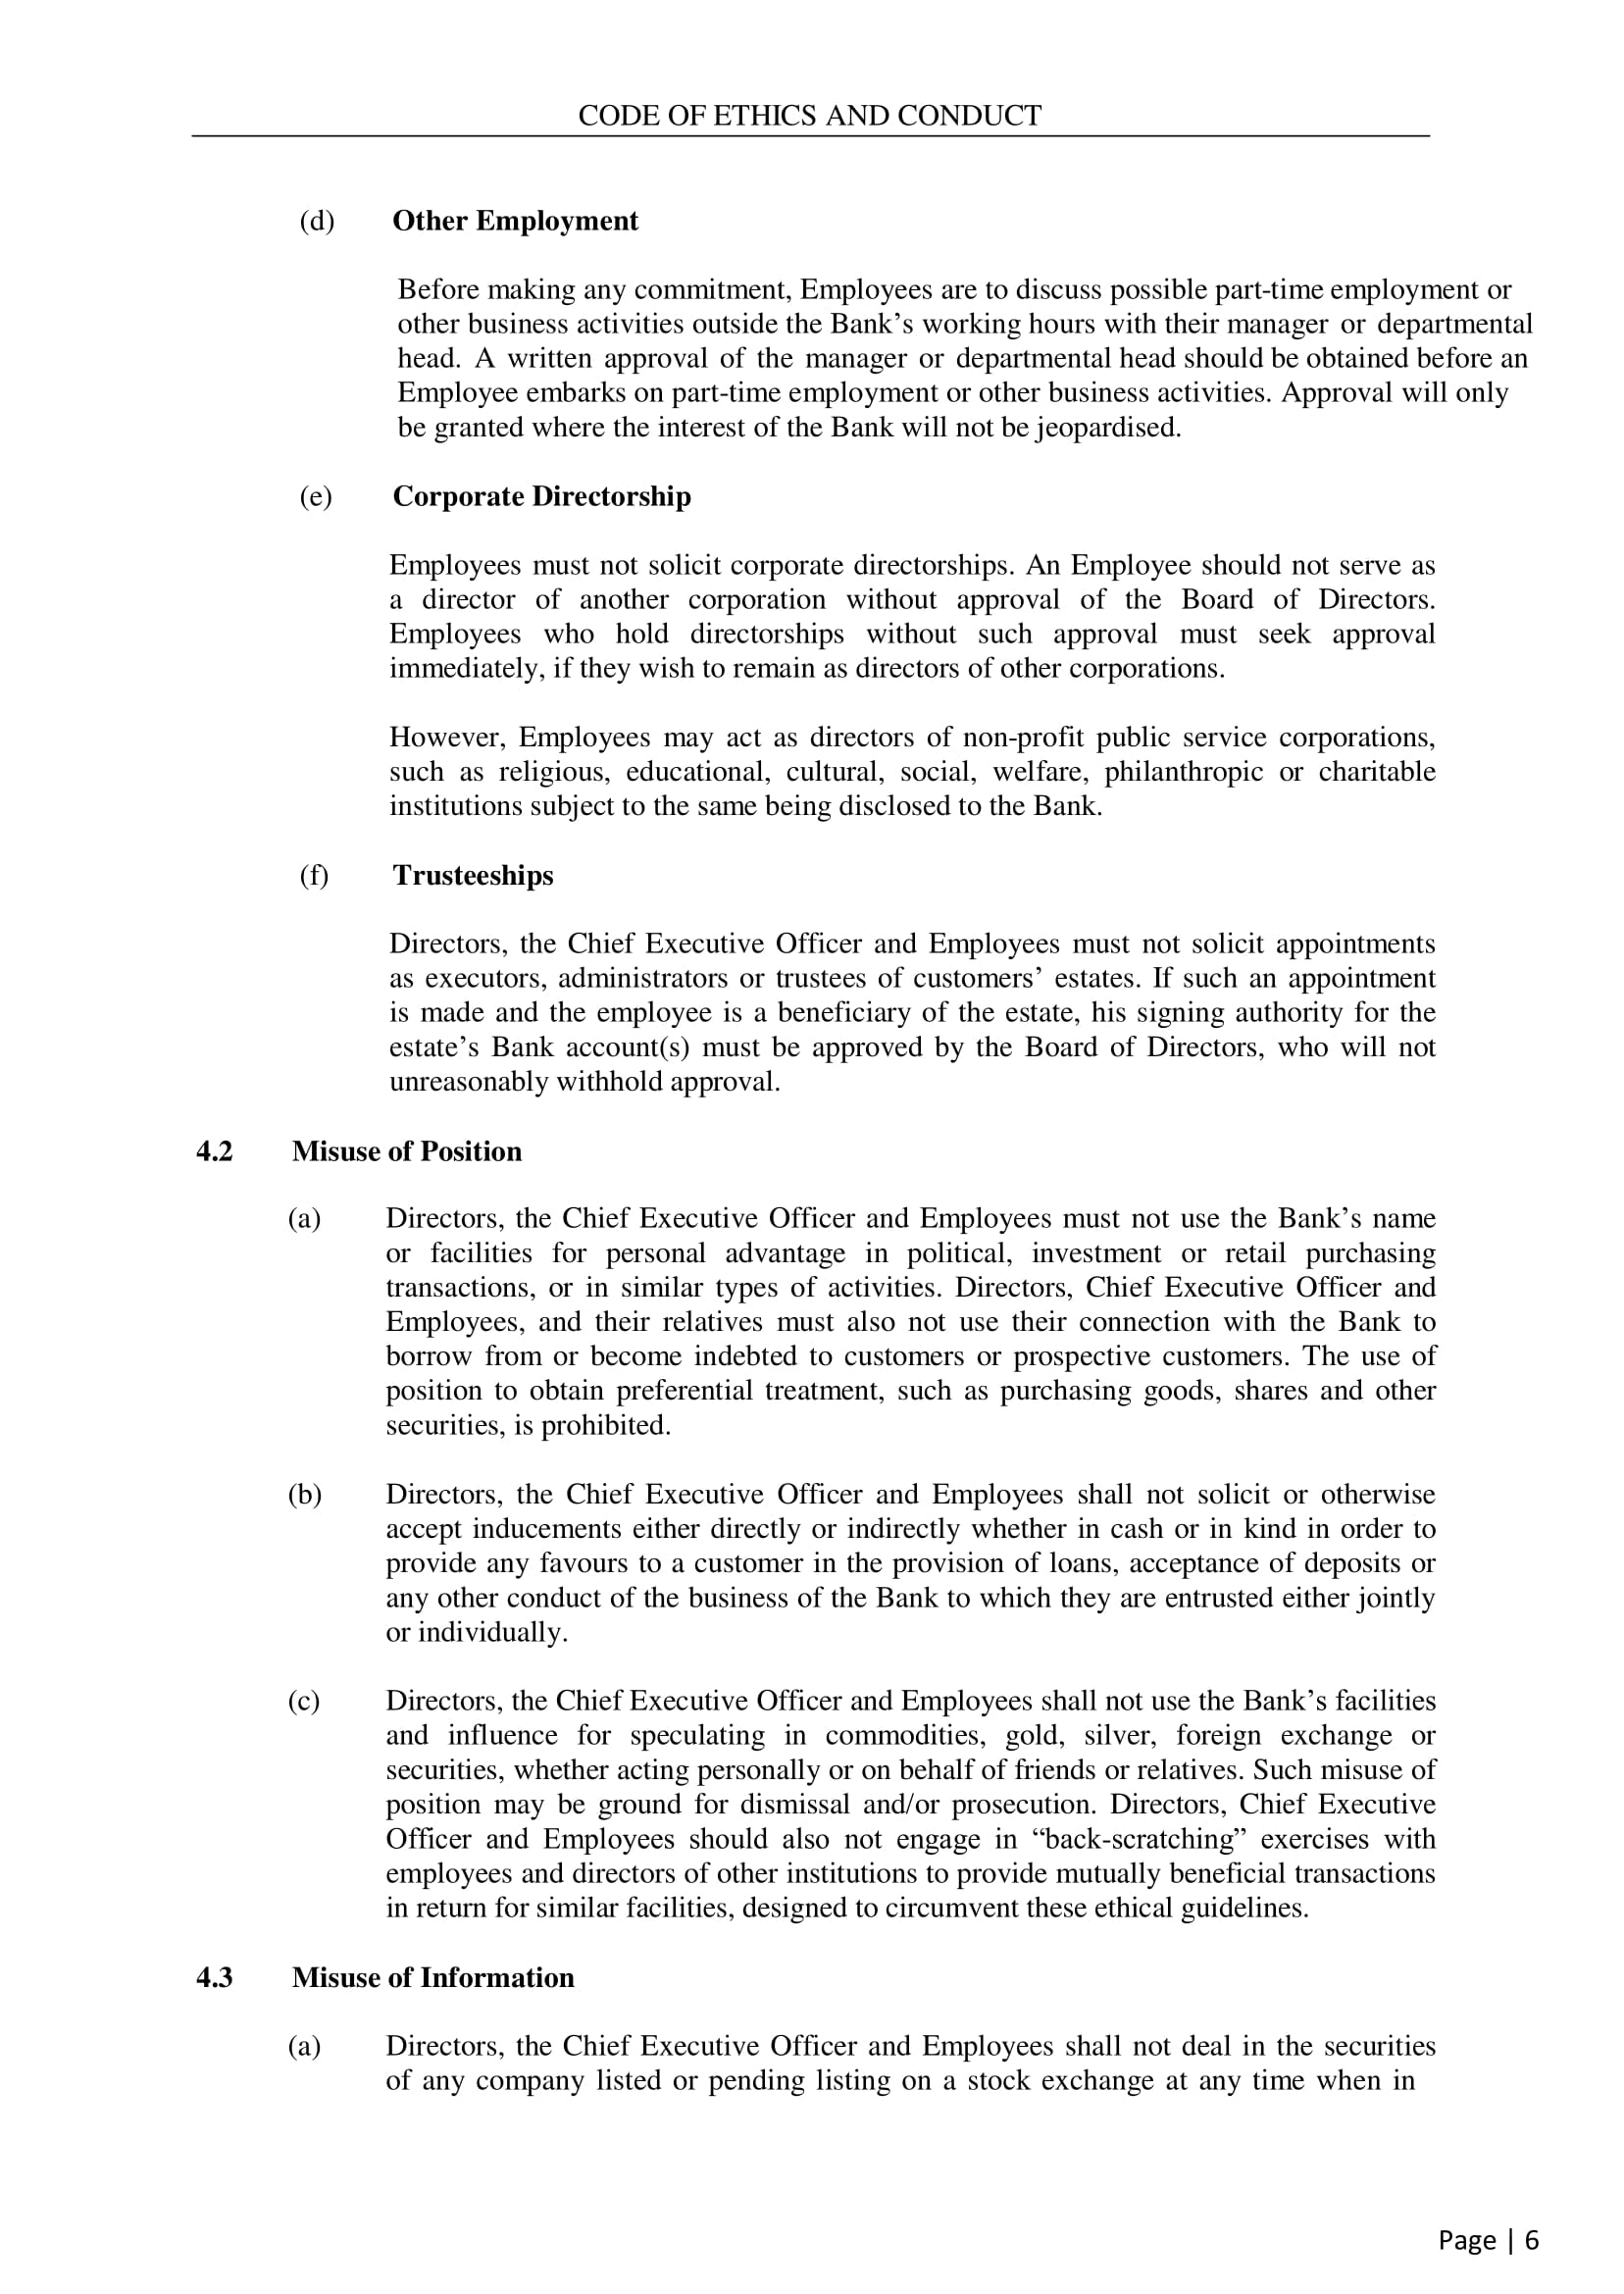 CODE OF ETHICS AND CONDUCT
(d) Other Employment
Before making any commitment, Employees are to discuss possible part-time employment or
other business activities outside the Bank’s working hours with their manager or departmental
head. A written approval of the manager or departmental head should be obtained before an
Employee embarks on part-time employment or other business activities. Approval will only
be granted where the interest of the Bank will not be jeopardised.
(e) Corporate Directorship
Employees must not solicit corporate directorships. An Employee should not serve as
a director of another corporation without approval of the Board of Directors.
Employees who hold directorships without such approval must seek approval
immediately, if they wish to remain as directors of other corporations.
However, Employees may act as directors of non-profit public service corporations,
such as religious, educational, cultural, social, welfare, philanthropic or charitable
institutions subject to the same being disclosed to the Bank.
(f) Trusteeships
Directors, the Chief Executive Officer and Employees must not solicit appointments
as executors, administrators or trustees of customers’ estates. If such an appointment
is made and the employee is a beneficiary of the estate, his signing authority for the
estate’s Bank account(s) must be approved by the Board of Directors, who will not
unreasonably withhold approval.
4.2 Misuse of Position
(a) Directors, the Chief Executive Officer and Employees must not use the Bank’s name
or facilities for personal advantage in political, investment or retail purchasing
transactions, or in similar types of activities. Directors, Chief Executive Officer and
Employees, and their relatives must also not use their connection with the Bank to
borrow from or become indebted to customers or prospective customers. The use of
position to obtain preferential treatment, such as purchasing goods, shares and other
securities, is prohibited.
(b) Directors, the Chief Executive Officer and Employees shall not solicit or otherwise
accept inducements either directly or indirectly whether in cash or in kind in order to
provide any favours to a customer in the provision of loans, acceptance of deposits or
any other conduct of the business of the Bank to which they are entrusted either jointly
or individually.
(c) Directors, the Chief Executive Officer and Employees shall not use the Bank’s facilities
and influence for speculating in commodities, gold, silver, foreign exchange or
securities, whether acting personally or on behalf of friends or relatives. Such misuse of
position may be ground for dismissal and/or prosecution. Directors, Chief Executive
Officer and Employees should also not engage in “back-scratching” exercises with
employees and directors of other institutions to provide mutually beneficial transactions
in return for similar facilities, designed to circumvent these ethical guidelines.
4.3 Misuse of Information
(a) Directors, the Chief Executive Officer and Employees shall not deal in the securities
of any company listed or pending listing on a stock exchange at any time when in
Page | 6